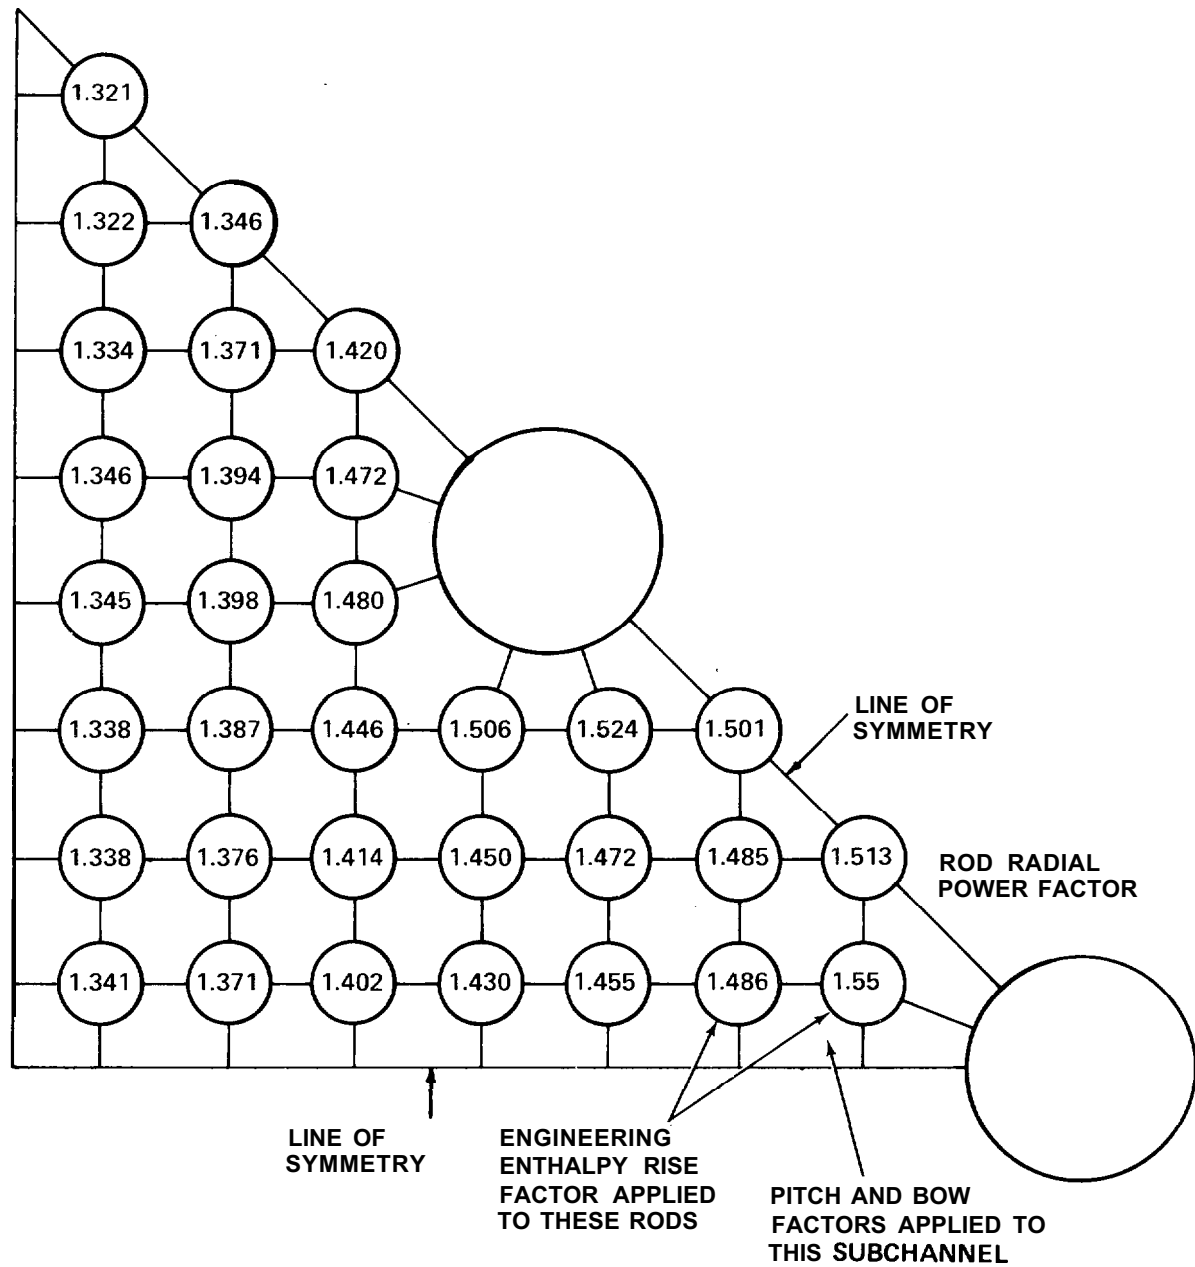 1.321
1.322 1.346
1.334 1.371 1.420
1.346 1.394 1.472
1.345 1.398 1.480
1.338 1.387 1.446 1.506 1.524 1.501
LINE OF
SYMMETRY
1.338 1.376 1.414 1.450 1.472 1.485 1.513
ROD RADIAL
POWER FACTOR
1.341 1.371 1.402 1.430 1.455 1.486 1.55
LINE OF
SYMMETRY
ENGINEERING
ENTHALPY RISE
FACTOR APPLIED
TO THESE RODS
PITCH AND BOW
FACTORS APPLIED TO
THIS SUBCHANNEL